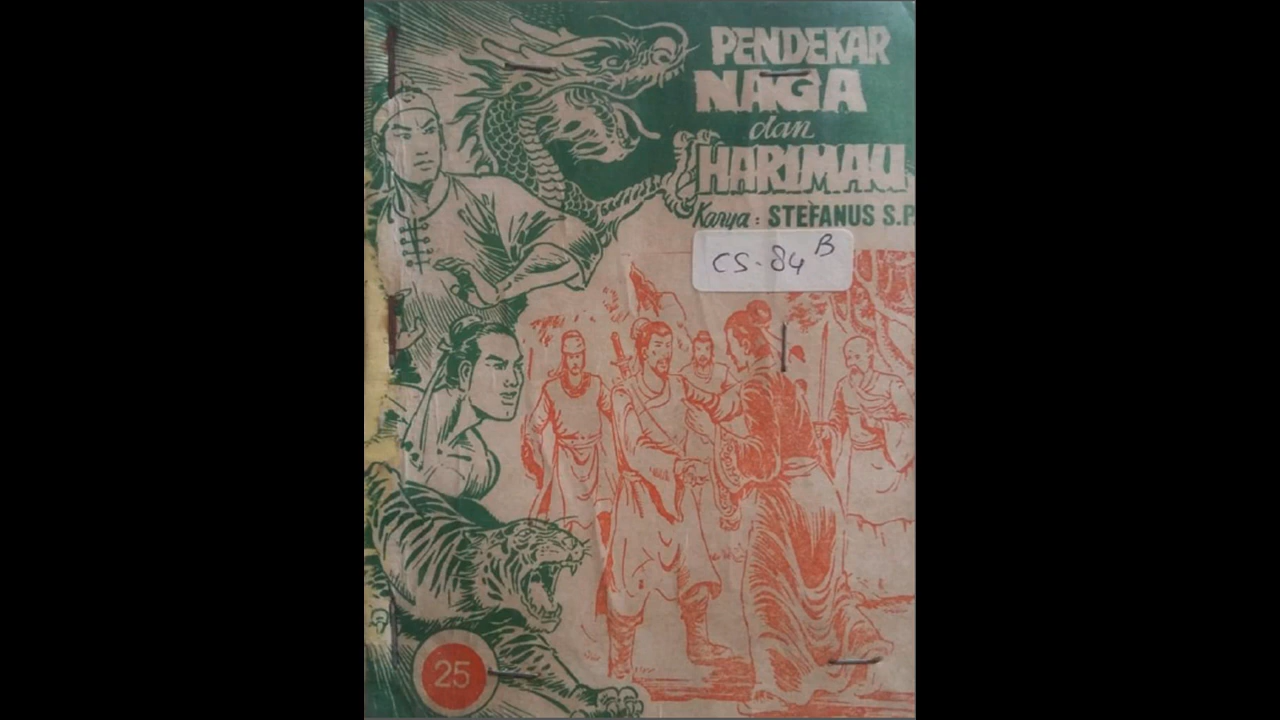 PENDEKAR
NAGA
dan
HARIMAU
Karya : STEFANUS S.P.
CS-84 B
25